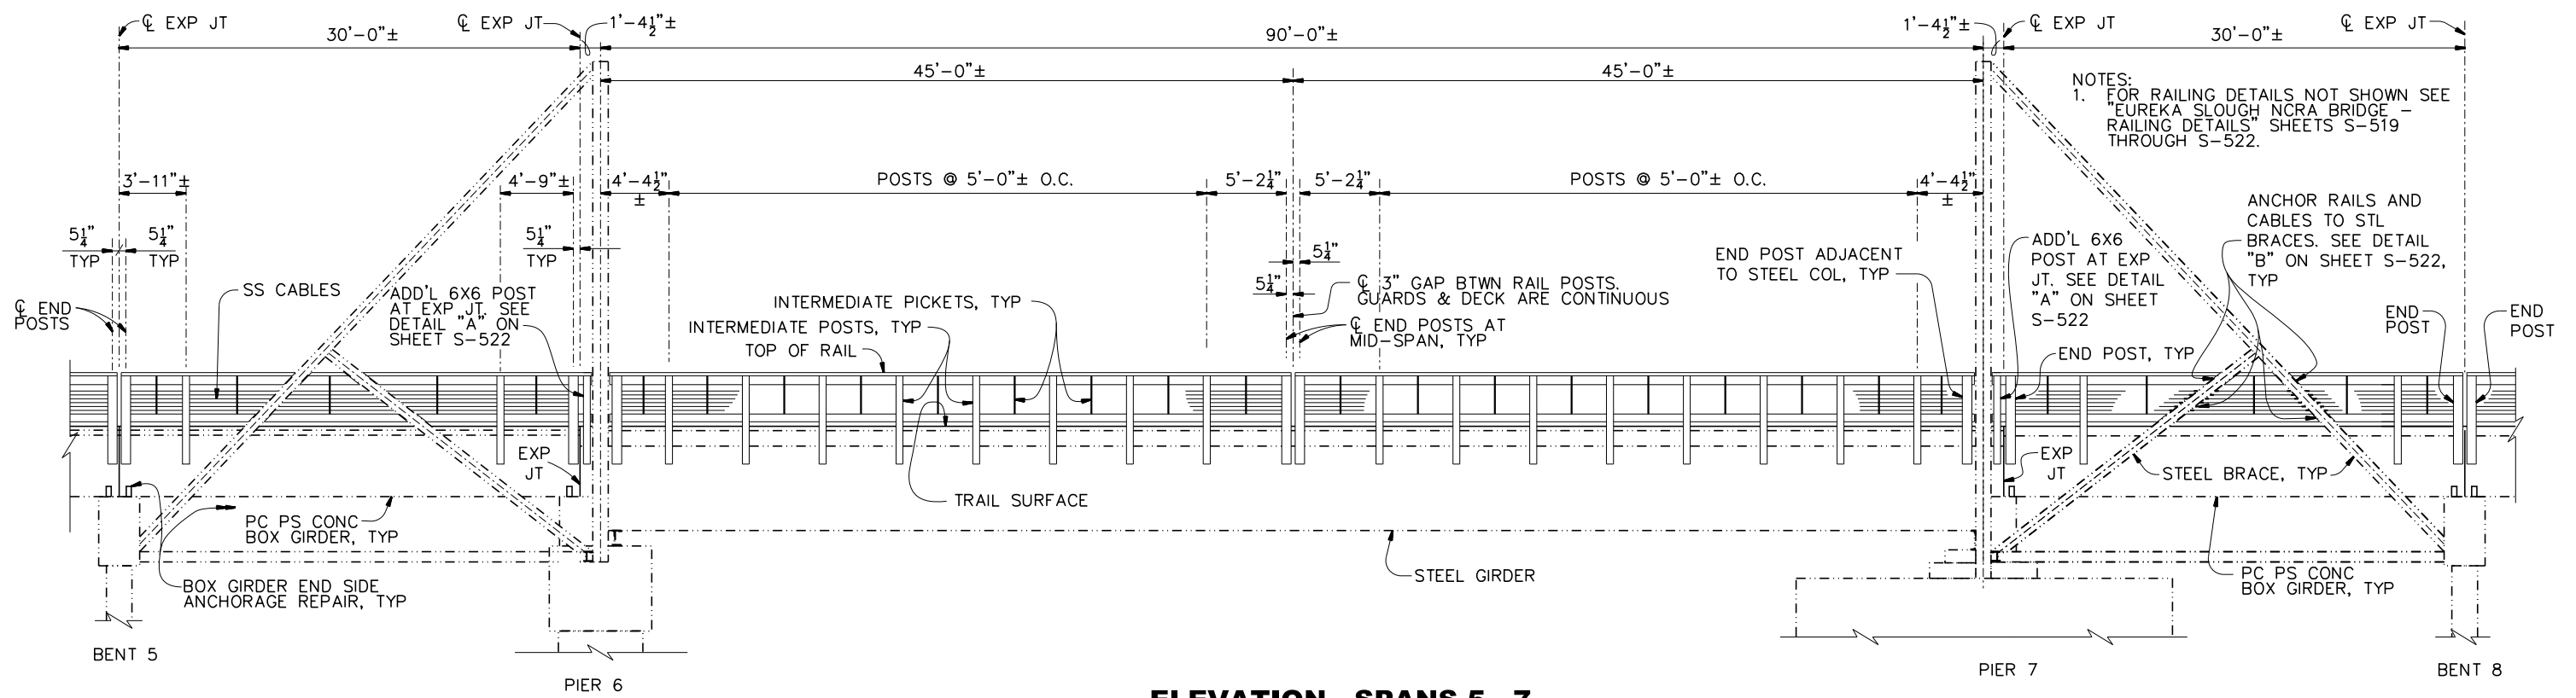 ℄ EXP JT
℄ EXP JT
1'-4½"±
1'-4½"±
℄ EXP JT
℄ EXP JT
30'-0"±
90'-0"±
30'-0"±
45'-0"±
45'-0"±
NOTES:
1. FOR RAILING DETAILS NOT SHOWN SEE
"EUREKA SLOUGH NCRA BRIDGE –
RAILING DETAILS" SHEETS S-519
THROUGH S-522.
3'-11"±
4'-9"±
4'-4½"
±
POSTS @ 5'-0"± O.C.
5'-2¼"
5'-2¼"
POSTS @ 5'-0"± O.C.
4'-4½"
±
5¼"
TYP
5¼"
TYP
5¼"
TYP
5¼"
5¼"
ANCHOR RAILS AND
CABLES TO STL
BRACES. SEE DETAIL
"B" ON SHEET S-522,
TYP
END POST ADJACENT
TO STEEL COL, TYP
ADD'L 6X6
POST AT EXP
JT. SEE DETAIL
"A" ON SHEET
S-522
℄ END
POSTS
SS CABLES
ADD'L 6X6 POST
AT EXP JT. SEE
DETAIL "A" ON
SHEET S-522
INTERMEDIATE PICKETS, TYP
INTERMEDIATE POSTS, TYP
TOP OF RAIL
℄ 3" GAP BTWN RAIL POSTS.
GUARDS & DECK ARE CONTINUOUS
℄ END POSTS AT
MID-SPAN, TYP
END POST, TYP
END
POST
END
POST
EXP
JT
TRAIL SURFACE
EXP
JT
STEEL BRACE, TYP
PC PS CONC
BOX GIRDER, TYP
BOX GIRDER END SIDE
ANCHORAGE REPAIR, TYP
STEEL GIRDER
PC PS CONC
BOX GIRDER, TYP
BENT 5
PIER 6
PIER 7
BENT 8
ELEVATION - SPANS 5 - 7